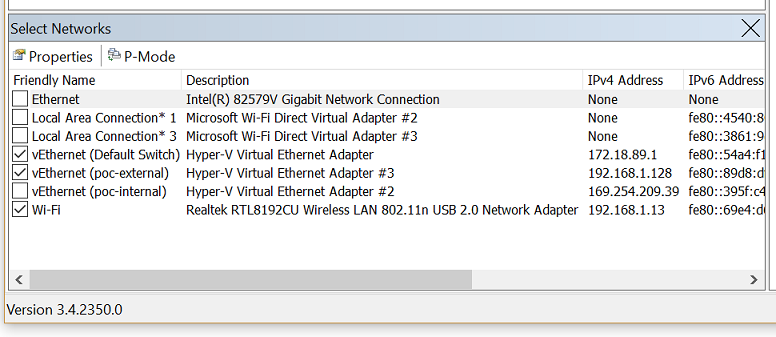 Select Networks
Properties P-Mode
Friendly Name Description IPv4 Address IPv6 Address
Ethernet Intel(R) 82579V Gigabit Network Connection None None
Local Area Connection* 1 Microsoft Wi-Fi Direct Virtual Adapter #2 None fe80::4540:8
Local Area Connection* 3 Microsoft Wi-Fi Direct Virtual Adapter #3 None fe80::3861:9
vEthernet (Default Switch) Hyper-V Virtual Ethernet Adapter 172.18.89.1 fe80::54a4:f1
vEthernet (poc-external) Hyper-V Virtual Ethernet Adapter #3 192.168.1.128 fe80::89d8:d
vEthernet (poc-internal) Hyper-V Virtual Ethernet Adapter #2 169.254.209.39 fe80::395f:c4
Wi-Fi Realtek RTL8192CU Wireless LAN 802.11n USB 2.0 Network Adapter 192.168.1.13 fe80::69e4:d
Version 3.4.2350.0